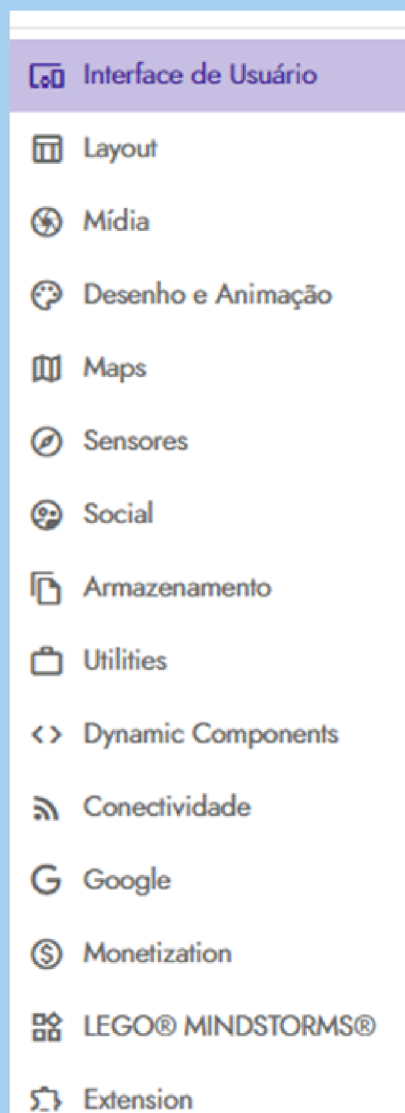 Interface de Usuário
Layout
Mídia
Desenho e Animação
Maps
Sensores
Social
Armazenamento
Utilities
Dynamic Components
Conectividade
Google
Monetization
LEGO® MINDSTORMS®
Extension